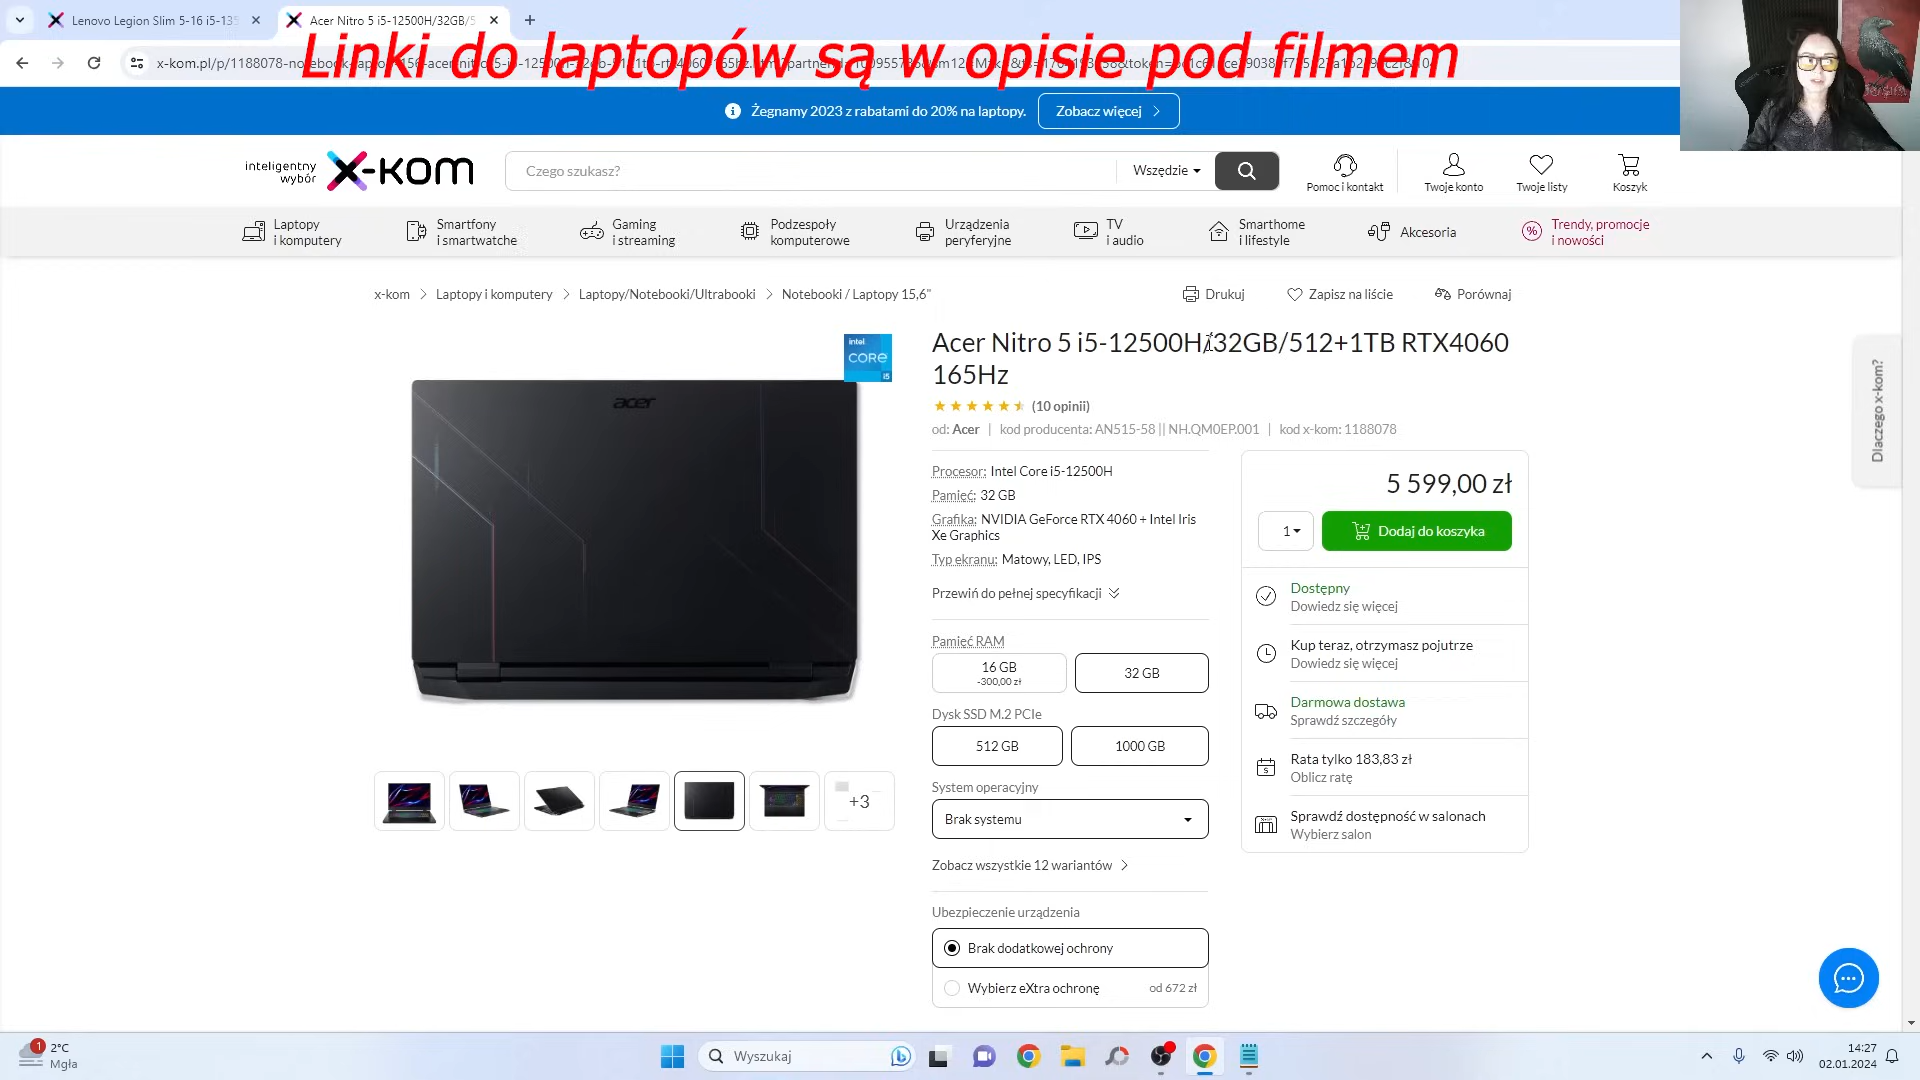 Lenovo Legion Slim 5-16 i5-135
Acer Nitro 5 i5-12500H/32GB/5
Linki do laptopów są w opisie pod filmem
Żegnamy 2023 z rabatami do 20% na laptopy.
Zobacz więcej
inteligentny
wybór
x-kom
Czego szukasz?
Wszędzie
Pomoc i kontakt
Twoje konto
Twoje listy
Koszyk
Laptopy
i komputery
Smartfony
i smartwatche
Gaming
i streaming
Podzespoły
komputerowe
Urządzenia
peryferyjne
TV
i audio
Smarthome
i lifestyle
Akcesoria
Trendy, promocje
i nowości
x-kom
Laptopy i komputery
Laptopy/Notebooki/Ultrabooki
Notebooki / Laptopy 15,6"
Drukuj
Zapisz na liście
Porównaj
intel
CORE
i5
acer
Acer Nitro 5 i5-12500H/32GB/512+1TB RTX4060
165Hz
(10 opinii)
od: Acer | kod producenta: AN515-58 || NH.QM0EP.001 | kod x-kom: 1188078
Procesor: Intel Core i5-12500H
Pamięć: 32 GB
Grafika: NVIDIA GeForce RTX 4060 + Intel Iris
Xe Graphics
Typ ekranu: Matowy, LED, IPS
Przewiń do pełnej specyfikacji
Pamięć RAM
16 GB
-300,00 zł
32 GB
Dysk SSD M.2 PCIe
512 GB
1000 GB
System operacyjny
Brak systemu
Zobacz wszystkie 12 wariantów
Ubezpieczenie urządzenia
Brak dodatkowej ochrony
Wybierz eXtra ochronę
od 672 zł
5 599,00 zł
1
Dodaj do koszyka
Dostępny
Dowiedz się więcej
Kup teraz, otrzymasz pojutrze
Dowiedz się więcej
Darmowa dostawa
Sprawdź szczegóły
Rata tylko 183,83 zł
Oblicz ratę
Sprawdź dostępność w salonach
Wybierz salon
Dlaczego x-kom?
+3
1
2°C
Mgła
Wyszukaj
14:27
02.01.2024